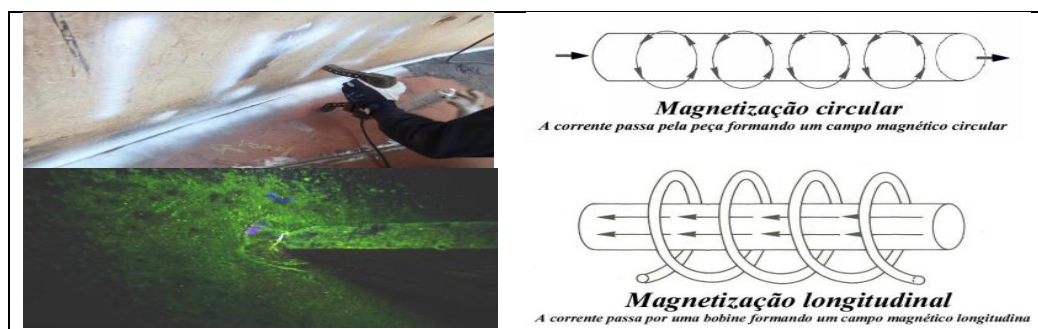 Magnetização circular
A corrente passa pela peça formando um campo magnético circular
Magnetização longitudinal
A corrente passa por uma bobine formando um campo magnético longitudina